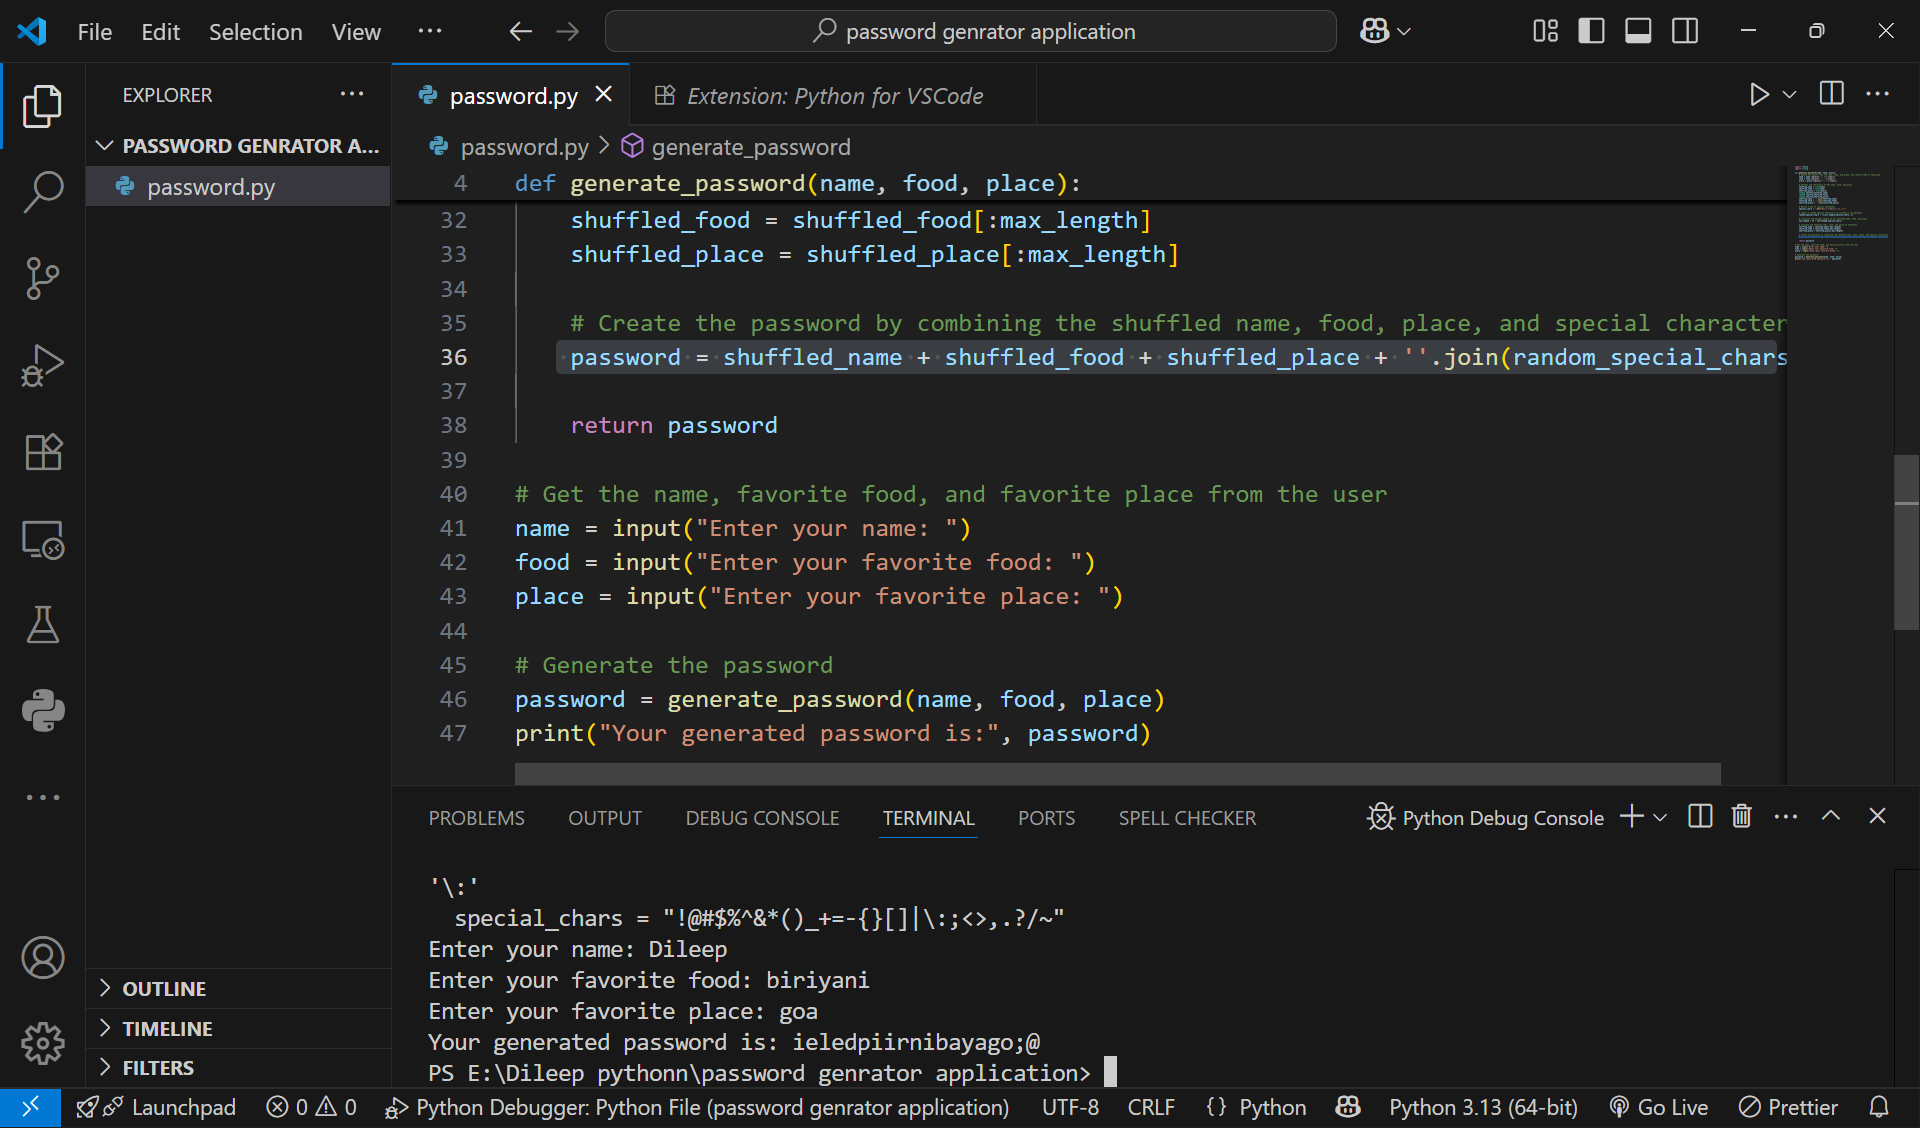 File Edit Selection View ··· password genrator application
EXPLORER ···
PASSWORD GENRATOR A...
password.py
password.py Extension: Python for VSCode
password.py > generate_password
4 def generate_password(name, food, place):
32 shuffled_food = shuffled_food[:max_length]
33 shuffled_place = shuffled_place[:max_length]
34
35 # Create the password by combining the shuffled name, food, place, and special character
36 password = shuffled_name + shuffled_food + shuffled_place + ''.join(random_special_chars
37
38 return password
39
40 # Get the name, favorite food, and favorite place from the user
41 name = input("Enter your name: ")
42 food = input("Enter your favorite food: ")
43 place = input("Enter your favorite place: ")
44
45 # Generate the password
46 password = generate_password(name, food, place)
47 print("Your generated password is:", password)
PROBLEMS OUTPUT DEBUG CONSOLE TERMINAL PORTS SPELL CHECKER Python Debug Console
'\:'
special_chars = "!@#$%^&*()_+=-{}[]|\:;<>,.?/~"
Enter your name: Dileep
Enter your favorite food: biriyani
Enter your favorite place: goa
Your generated password is: ieledpiirnibayago;@
PS E:\Dileep pythonn\password genrator application>
OUTLINE
TIMELINE
FILTERS
Launchpad 0 0 Python Debugger: Python File (password genrator application) UTF-8 CRLF {} Python Python 3.13 (64-bit) Go Live Prettier